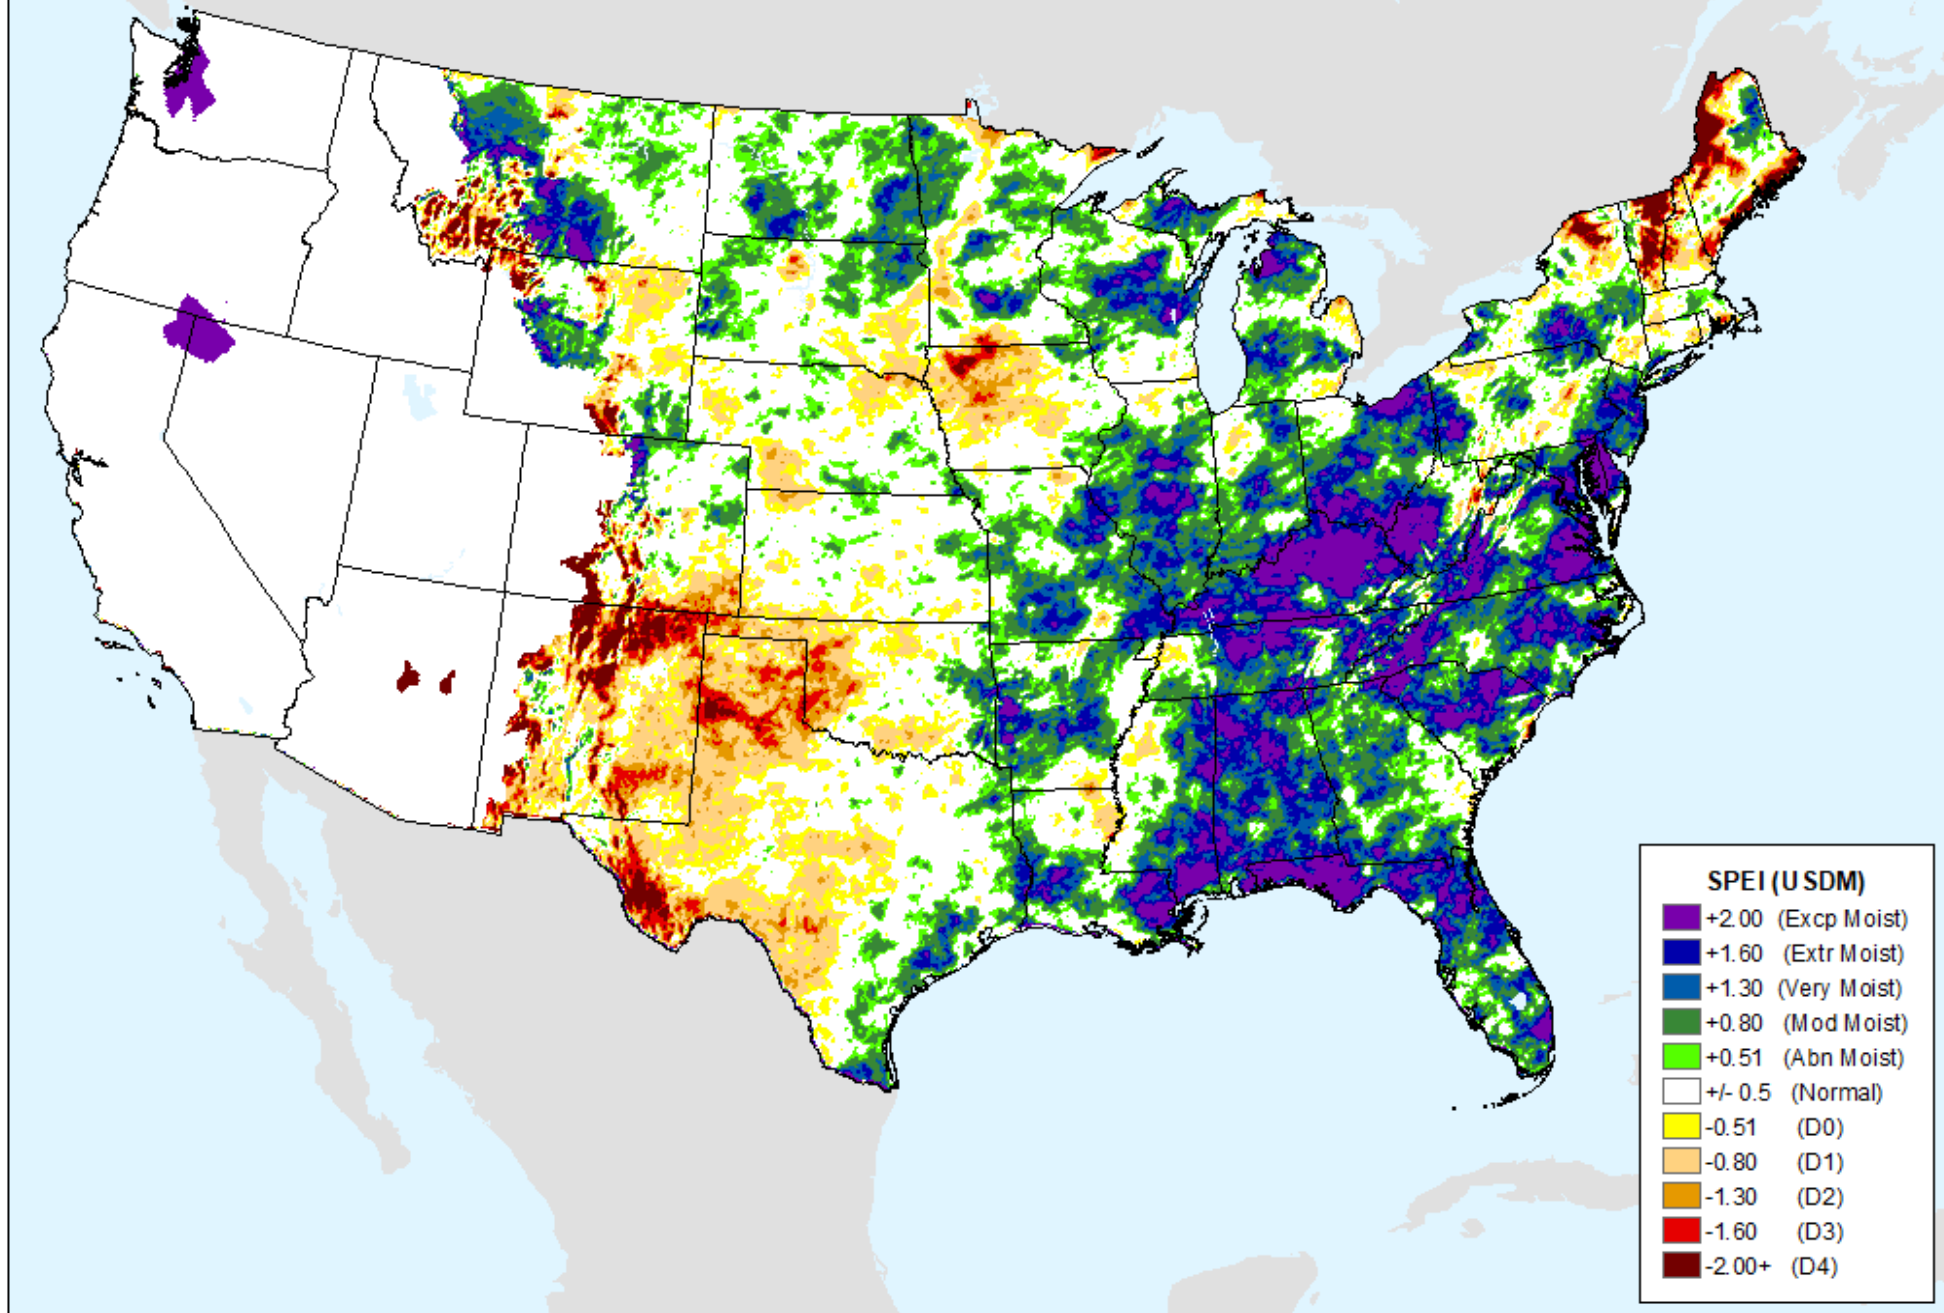 SPEI (USDM)
+2.00 (Excp Moist)
+1.60 (Extr Moist)
+1.30 (Very Moist)
+0.80 (Mod Moist)
+0.51 (Abn Moist)
+/- 0.5 (Normal)
-0.51 (D0)
-0.80 (D1)
-1.30 (D2)
-1.60 (D3)
-2.00+ (D4)